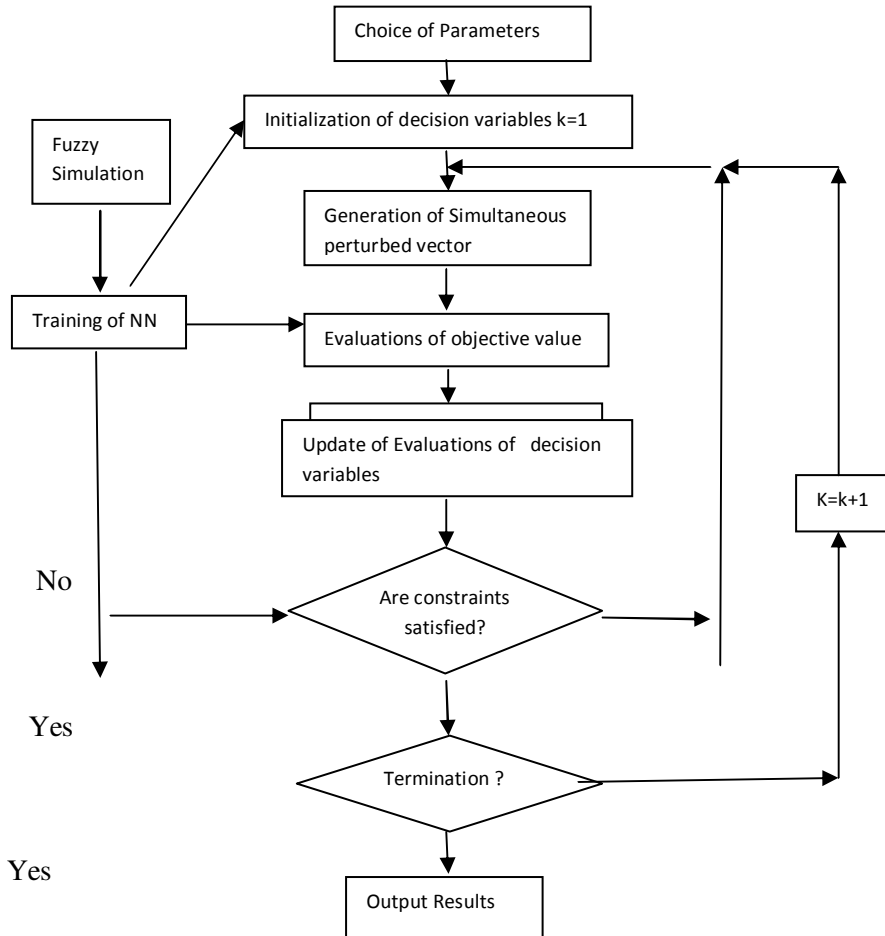 Choice of Parameters
Initialization of decision variables k=1
Fuzzy
Simulation
Generation of Simultaneous
perturbed vector
Training of NN
Evaluations of objective value
Update of Evaluations of decision
variables
K=k+1
No
Are constraints
satisfied?
Yes
Termination ?
Yes
Output Results